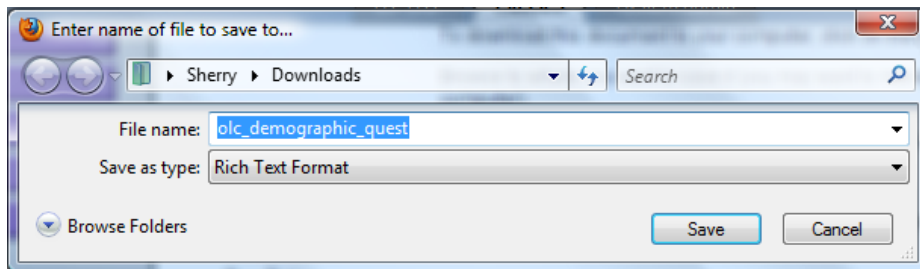 Enter name of file to save to...
Sherry Downloads Search
File name: olc_demographic_quest
Save as type: Rich Text Format
Browse Folders Save Cancel